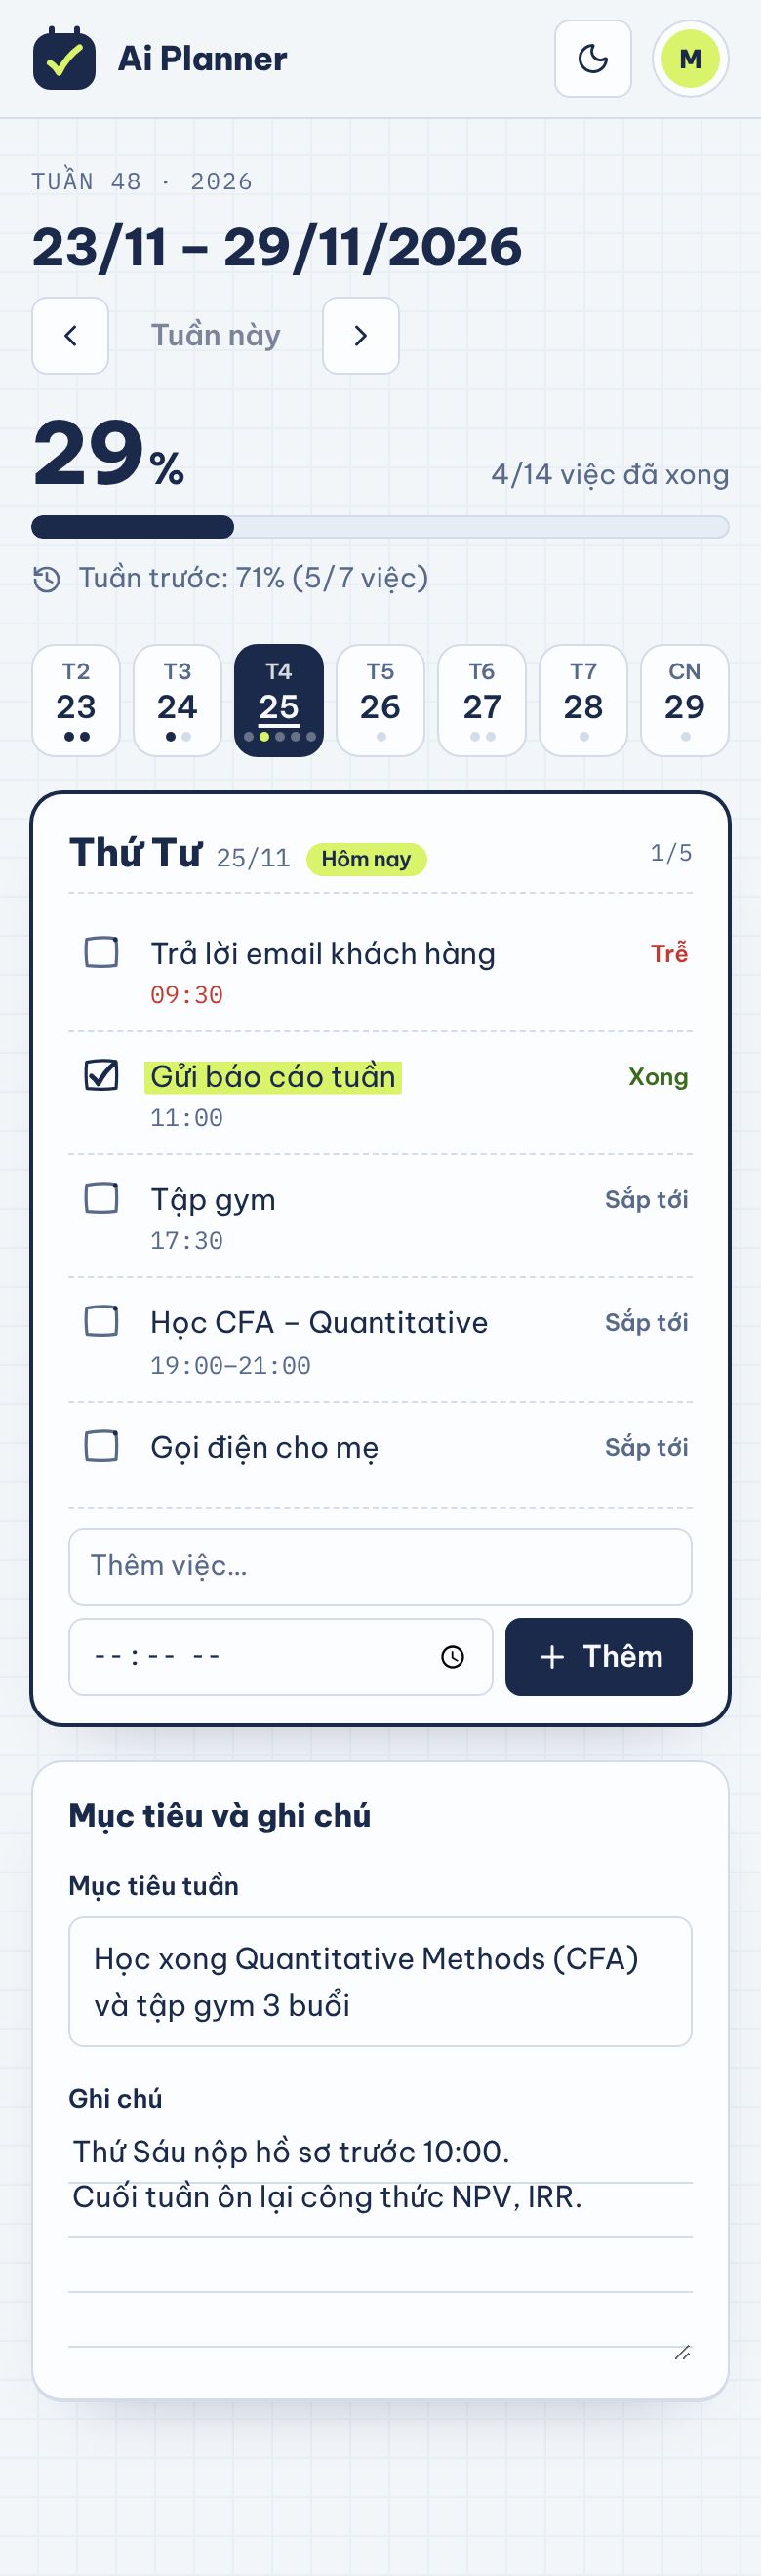 Ai Planner
M
TUẦN 48 · 2026
23/11 – 29/11/2026
Tuần này
29%
4/14 việc đã xong
Tuần trước: 71% (5/7 việc)
T2 T3 T4 T5 T6 T7 CN
23 24 25 26 27 28 29
Thứ Tư 25/11 Hôm nay 1/5
Trả lời email khách hàng Trễ
09:30
Gửi báo cáo tuần Xong
11:00
Tập gym Sắp tới
17:30
Học CFA – Quantitative Sắp tới
19:00–21:00
Gọi điện cho mẹ Sắp tới
Thêm việc...
--:-- -- Thêm
Mục tiêu và ghi chú
Mục tiêu tuần
Học xong Quantitative Methods (CFA)
và tập gym 3 buổi
Ghi chú
Thứ Sáu nộp hồ sơ trước 10:00.
Cuối tuần ôn lại công thức NPV, IRR.